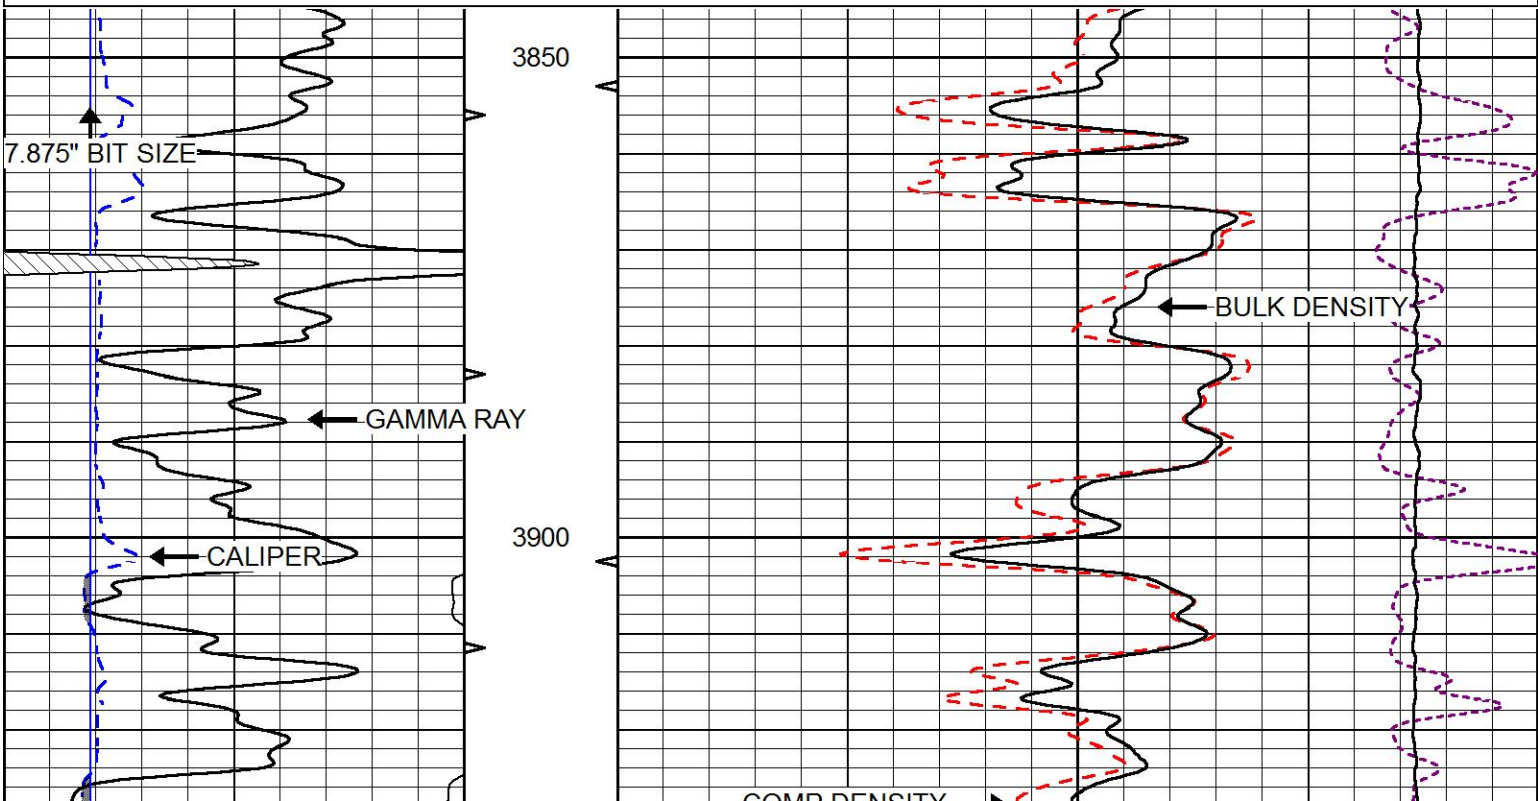 3850
7.875" BIT SIZE
BULK DENSITY
GAMMA RAY
3900
CALIPER
COMP DENSITY